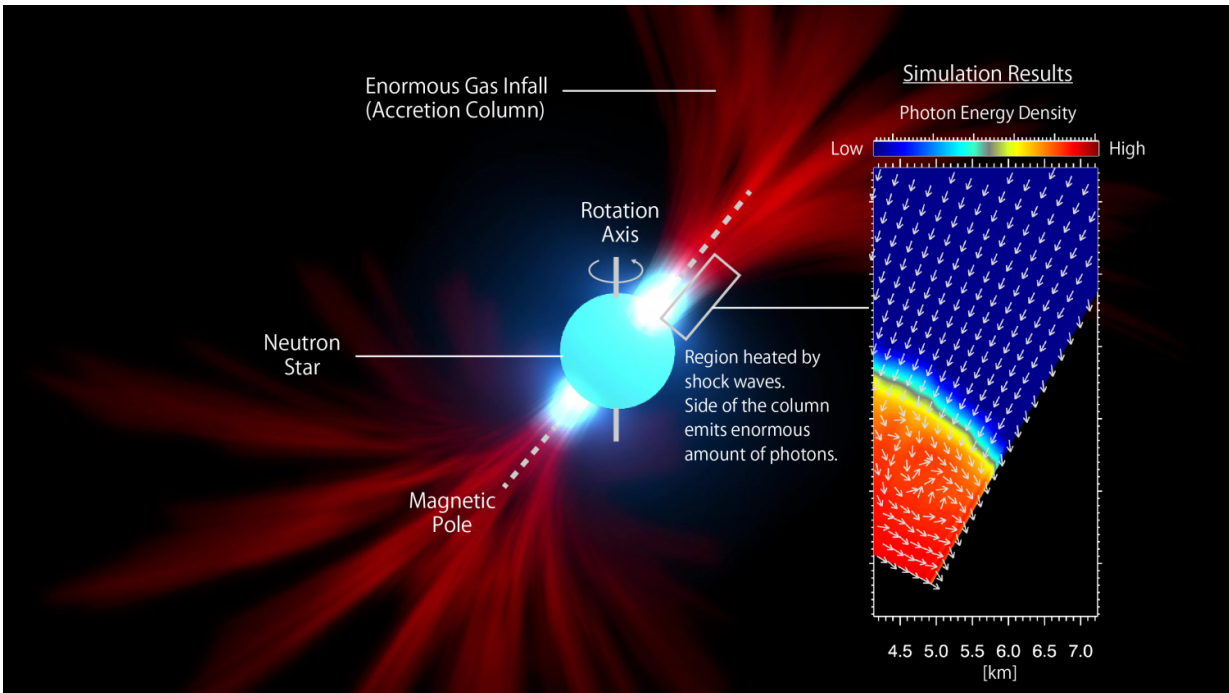 Enormous Gas Infall
(Accretion Column)
Simulation Results
Photon Energy Density
Low
High
Rotation
Axis
Neutron
Star
Region heated by
shock waves.
Side of the column
emits enormous
amount of photons.
Magnetic
Pole
4.5 5.0 5.5 6.0 6.5 7.0
[km]